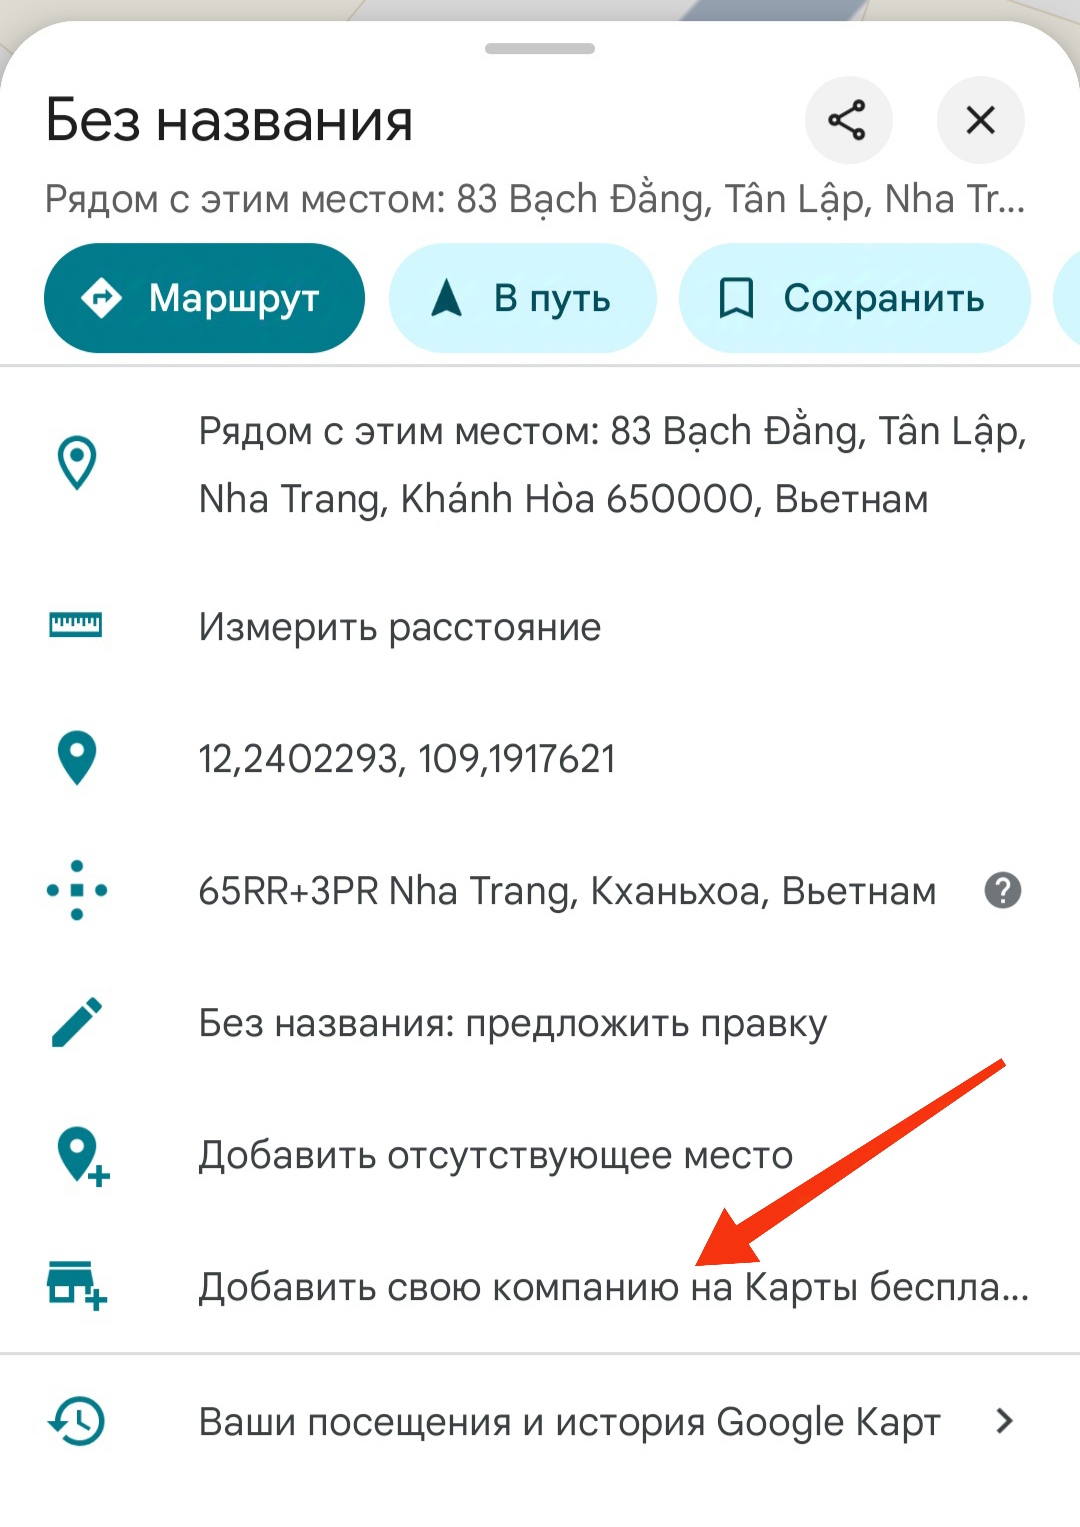 Без названия
Рядом с этим местом: 83 Bạch Đằng, Tân Lập, Nha Tr...
Маршрут
В путь
Сохранить
Рядом с этим местом: 83 Bạch Đằng, Tân Lập,
Nha Trang, Khánh Hòa 650000, Вьетнам
Измерить расстояние
12,2402293, 109,1917621
65RR+3PR Nha Trang, Кханьхоа, Вьетнам
?
Без названия: предложить правку
Добавить отсутствующее место
Добавить свою компанию на Карты беспла...
Ваши посещения и история Google Карт